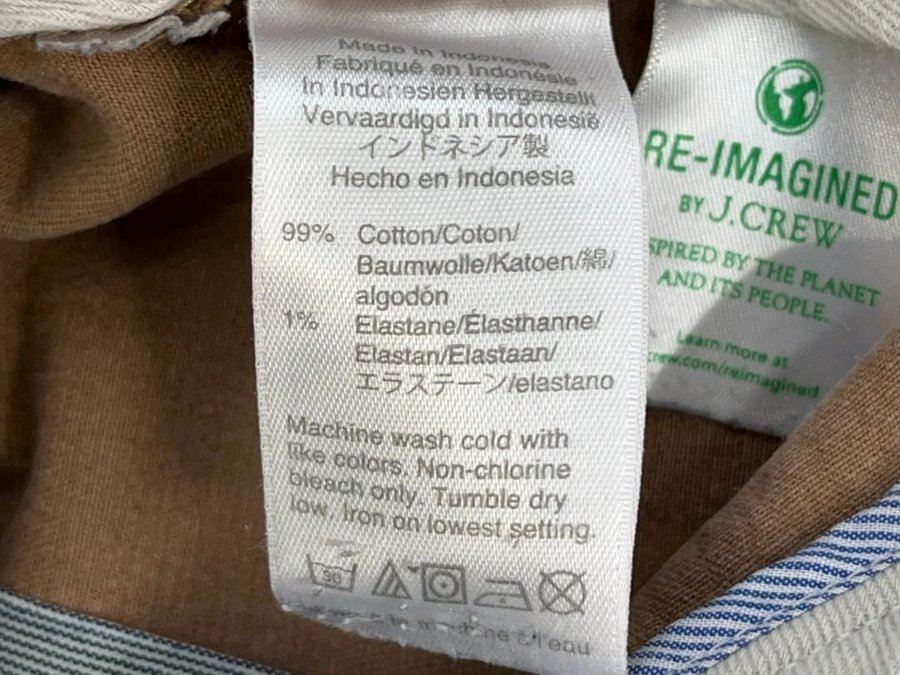 Made in Indonesia
Fabriqué en Indonésie
In Indonesien Hergestellt
Vervaardigd in Indonesië
インドネシア製
Hecho en Indonesia
99% Cotton/Coton/
Baumwolle/Katoen/綿/
algodón
1% Elastane/Élasthanne/
Elastan/Elastaan/
エラステーン/elastano
Machine wash cold with
like colors. Non-chlorine
bleach only. Tumble dry
low. Iron on lowest setting.
30
machine à l'eau
RE-IMAGINED
BY J.CREW
SPIRED BY THE PLANET
AND ITS PEOPLE.
Learn more at
crew.com/reimagined